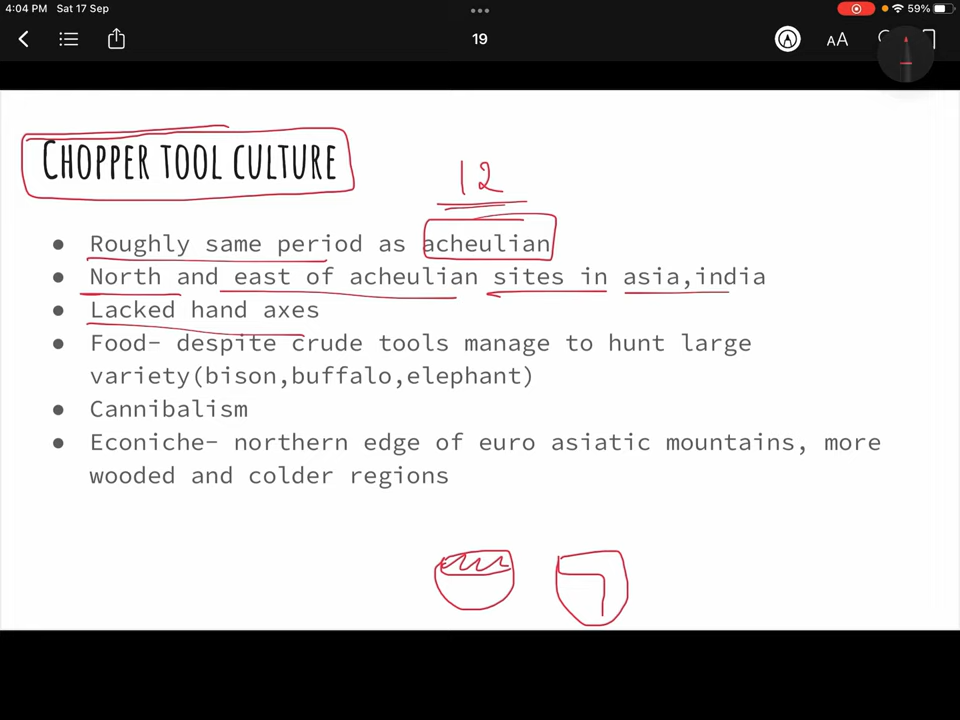 4:04 PM Sat 17 Sep
59%
19
AA
CHOPPER TOOL CULTURE
12
● Roughly same period as acheulian
● North and east of acheulian sites in asia,india
● Lacked hand axes
● Food- despite crude tools manage to hunt large
variety(bison,buffalo,elephant)
● Cannibalism
● Econiche- northern edge of euro asiatic mountains, more
wooded and colder regions